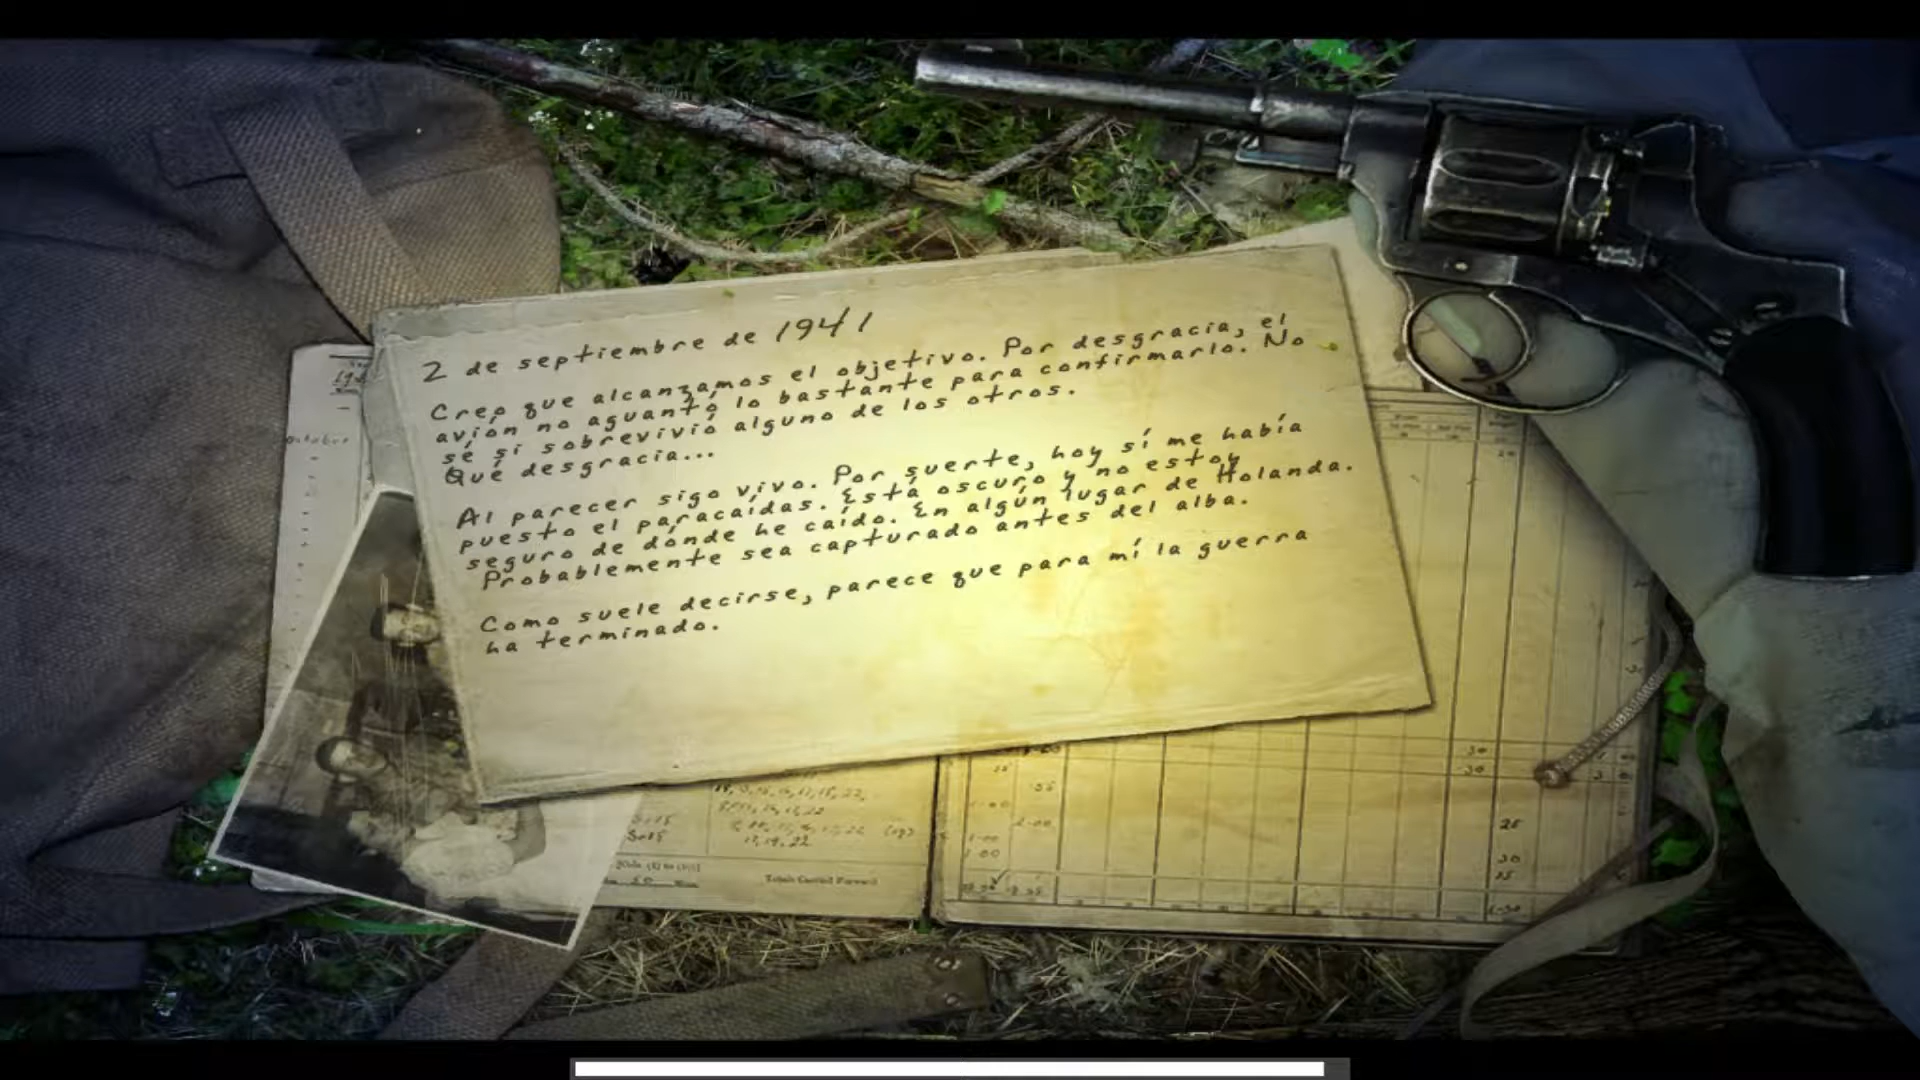 2 de septiembre de 1941
Creo que alcanzamos el objetivo. Por desgracia, el
avión no aguantó lo bastante para confirmarlo. No
sé si sobrevivió alguno de los otros.
Qué desgracia...
Al parecer sigo vivo. Por suerte, hoy sí me había
puesto el paracaídas. Está oscuro y no estoy
seguro de dónde he caído. En algún lugar de Holanda.
Probablemente sea capturado antes del alba.
Como suele decirse, parece que para mí la guerra
ha terminado.
Totals Carried Forward